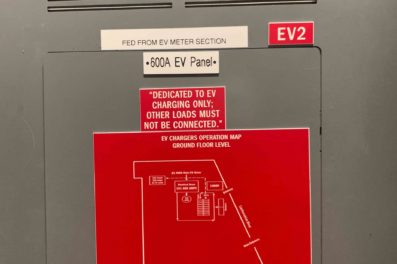 FED FROM EV METER SECTION
EV2
•600A EV Panel•
"DEDICATED TO EV
CHARGING ONLY;
OTHER LOADS MUST
NOT BE CONNECTED."
EV CHARGERS OPERATION MAP
GROUND FLOOR LEVEL